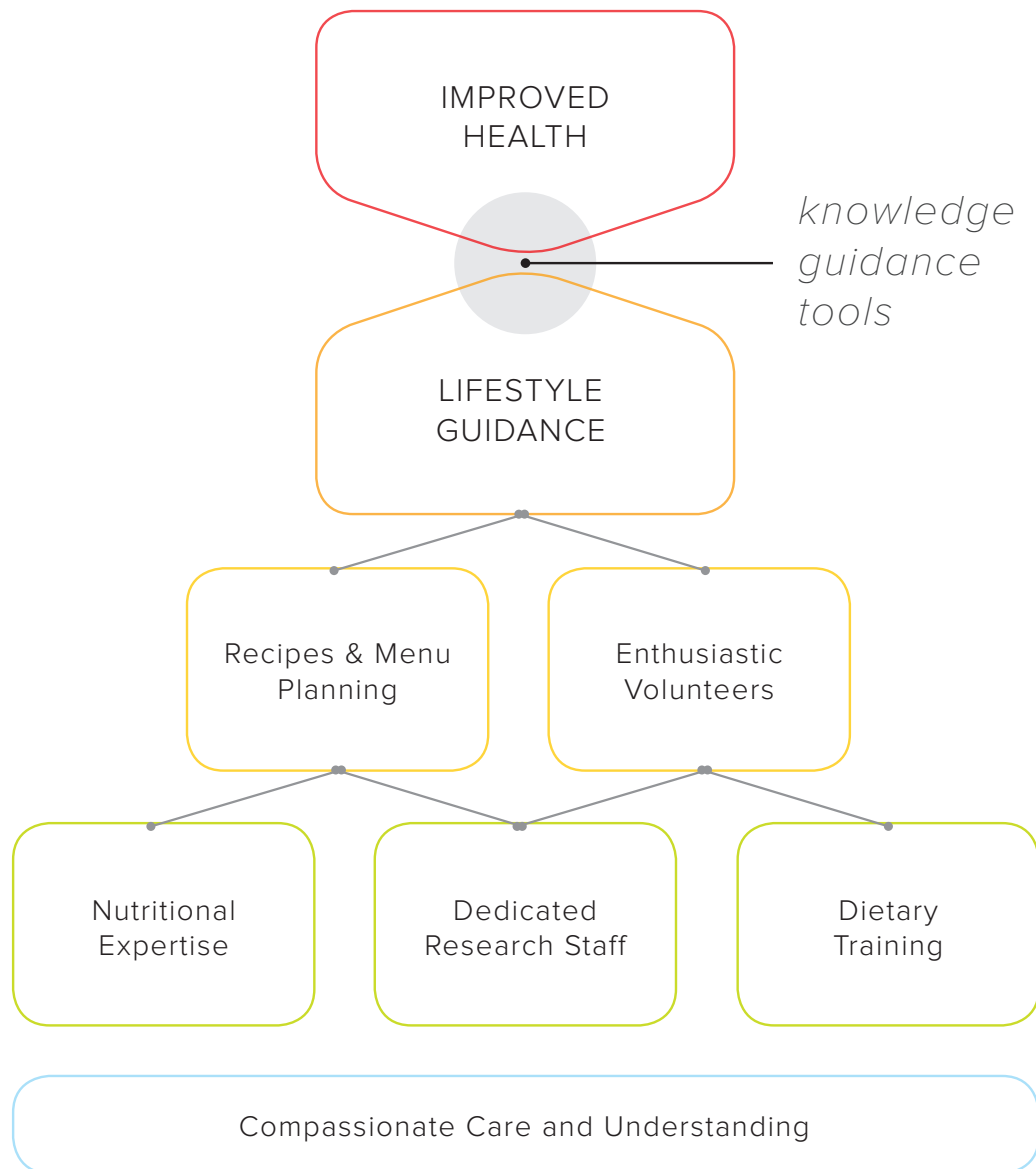 IMPROVED
HEALTH
knowledge
guidance
tools
LIFESTYLE
GUIDANCE
Recipes & Menu
Planning
Enthusiastic
Volunteers
Nutritional
Expertise
Dedicated
Research Staff
Dietary
Training
Compassionate Care and Understanding